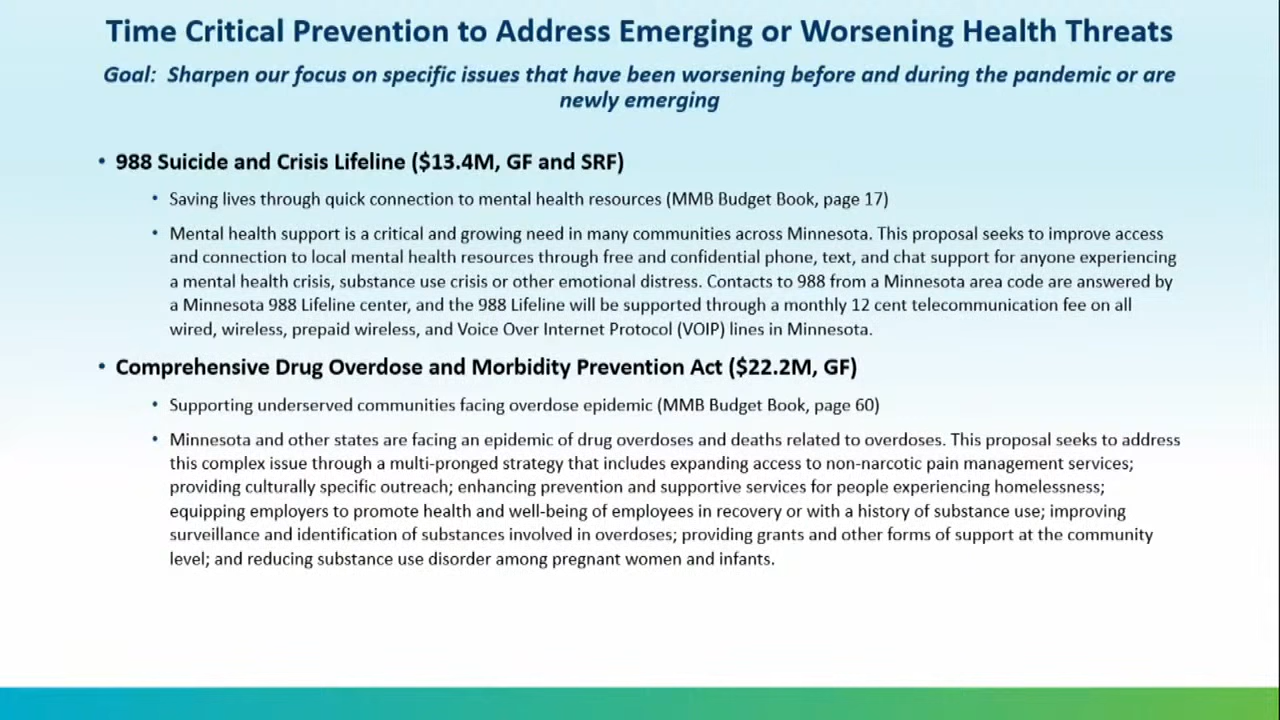 Time Critical Prevention to Address Emerging or Worsening Health Threats
Goal:  Sharpen our focus on specific issues that have been worsening before and during the pandemic or are
newly emerging
• 988 Suicide and Crisis Lifeline ($13.4M, GF and SRF)
• Saving lives through quick connection to mental health resources (MMB Budget Book, page 17)
• Mental health support is a critical and growing need in many communities across Minnesota. This proposal seeks to improve access
and connection to local mental health resources through free and confidential phone, text, and chat support for anyone experiencing
a mental health crisis, substance use crisis or other emotional distress. Contacts to 988 from a Minnesota area code are answered by
a Minnesota 988 Lifeline center, and the 988 Lifeline will be supported through a monthly 12 cent telecommunication fee on all
wired, wireless, prepaid wireless, and Voice Over Internet Protocol (VOIP) lines in Minnesota.
• Comprehensive Drug Overdose and Morbidity Prevention Act ($22.2M, GF)
• Supporting underserved communities facing overdose epidemic (MMB Budget Book, page 60)
• Minnesota and other states are facing an epidemic of drug overdoses and deaths related to overdoses. This proposal seeks to address
this complex issue through a multi-pronged strategy that includes expanding access to non-narcotic pain management services;
providing culturally specific outreach; enhancing prevention and supportive services for people experiencing homelessness;
equipping employers to promote health and well-being of employees in recovery or with a history of substance use; improving
surveillance and identification of substances involved in overdoses; providing grants and other forms of support at the community
level; and reducing substance use disorder among pregnant women and infants.